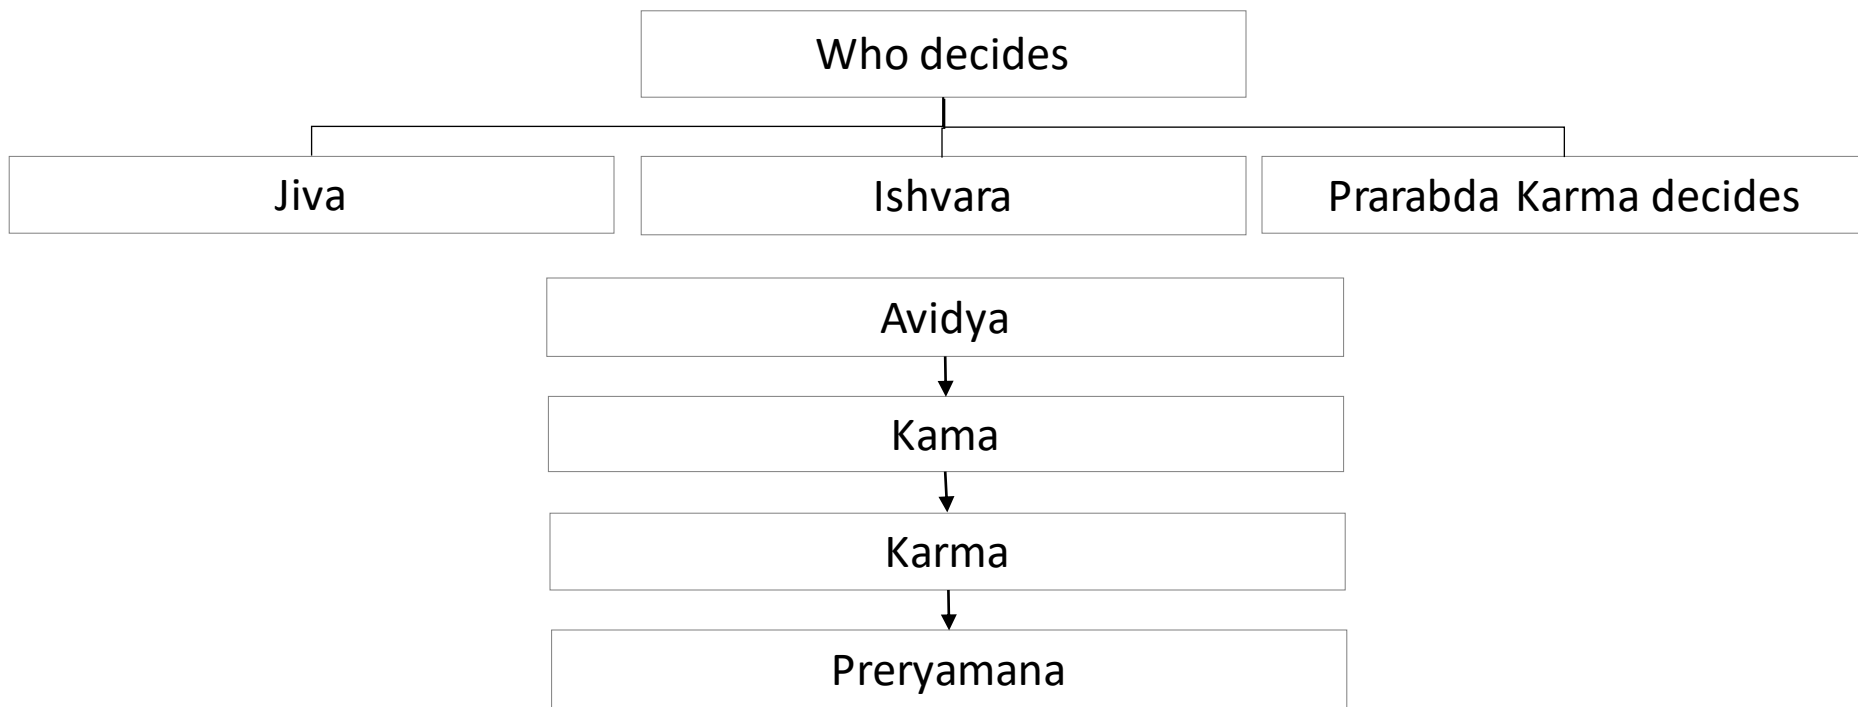 Who decides
Jiva
Ishvara
Prarabda Karma decides
Avidya
Kama
Karma
Preryamana